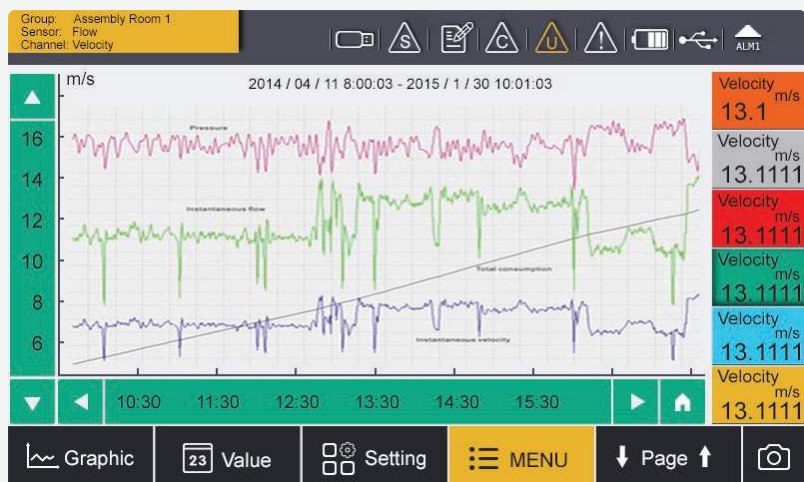 Group: Assembly Room 1
Sensor: Flow
Channel: Velocity
S
C
U
ALM1
m/s
2014 / 04 / 11 8:00:03 - 2015 / 1 / 30 10:01:03
16
14
12
10
8
6
Pressure
Instantaneous flow
Total consumption
Instantaneous velocity
10:30 11:30 12:30 13:30 14:30 15:30
Velocity
m/s
13.1
Velocity
m/s
13.1111
Velocity
m/s
13.1111
Velocity
m/s
13.1111
Velocity
m/s
13.1111
Velocity
m/s
13.1111
Graphic
23 Value
Setting
MENU
Page